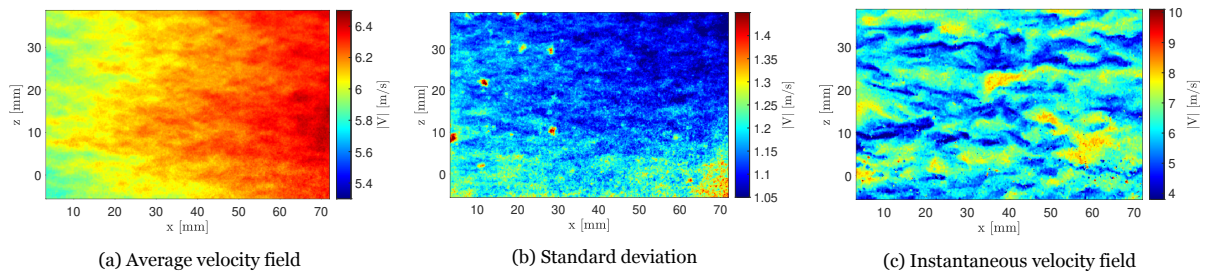 30
20
10
0
z [mm]
10 20 30 40 50 60 70
x [mm]
6.4
6.2
6
5.8
5.6
5.4
|V| [m/s]
(a) Average velocity field
30
20
10
0
z [mm]
10 20 30 40 50 60 70
x [mm]
1.4
1.35
1.3
1.25
1.2
1.15
1.1
1.05
|V| [m/s]
(b) Standard deviation
30
20
10
0
z [mm]
10 20 30 40 50 60 70
x [mm]
10
9
8
7
6
5
4
|V| [m/s]
(c) Instantaneous velocity field